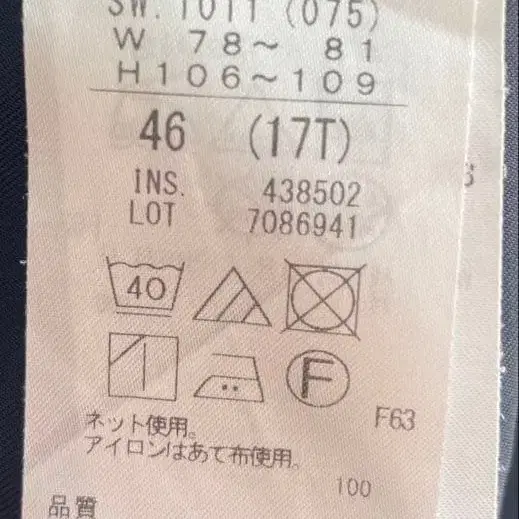 SW. 1011 (075)
W 78～ 81
H106～109
46 (17T)
INS. 438502
LOT 7086941
40
F
F63
ネット使用。
アイロンはあて布使用。
100
品質